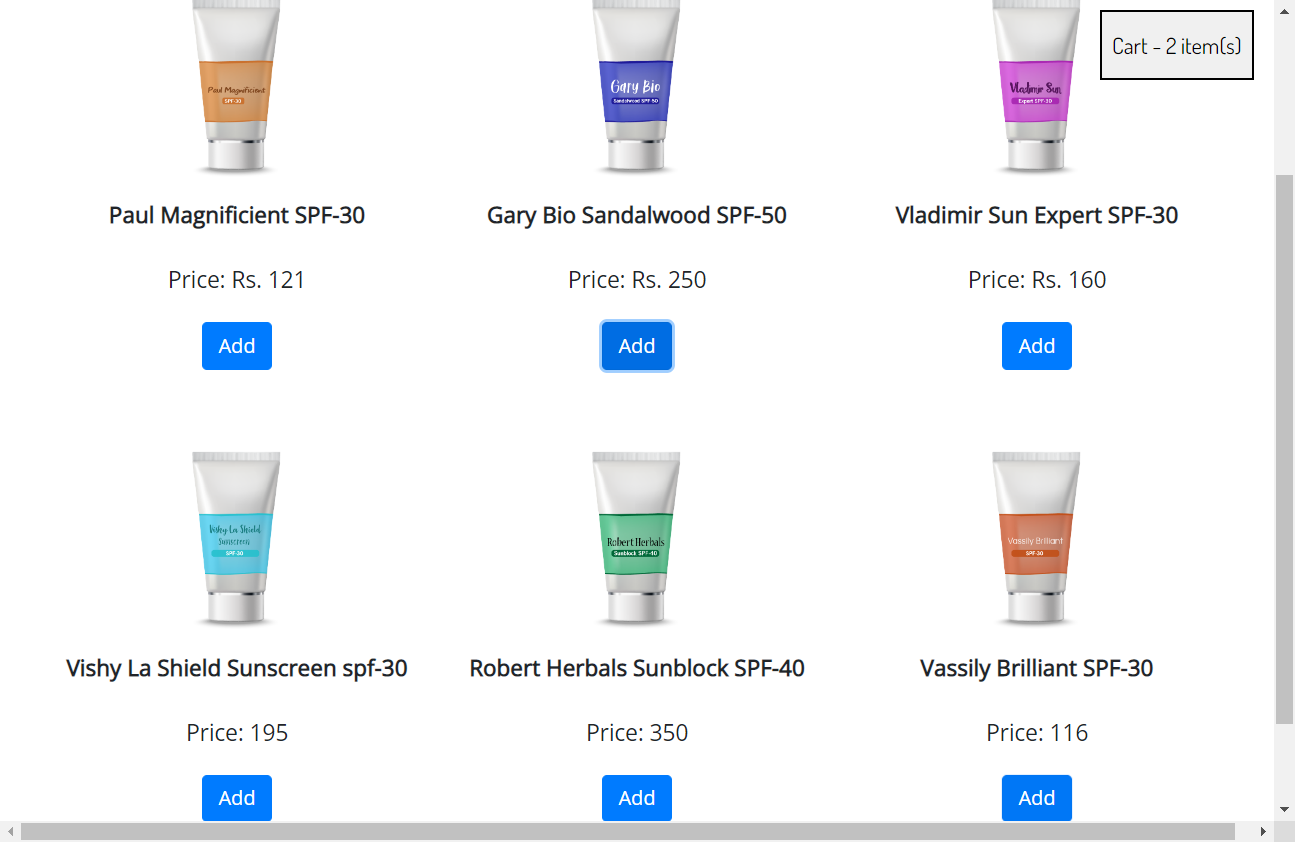 Cart - 2 item(s)
Paul Magnificient
SPF-30
Gary Bio
Sandalwood SPF-50
Vladimir Sun
Expert SPF-30
Paul Magnificient SPF-30
Gary Bio Sandalwood SPF-50
Vladimir Sun Expert SPF-30
Price: Rs. 121
Price: Rs. 250
Price: Rs. 160
Add
Add
Add
Vishy La Shield
Sunscreen
SPF-30
Robert Herbals
Sunblock SPF-40
Vassily Brilliant
SPF-30
Vishy La Shield Sunscreen spf-30
Robert Herbals Sunblock SPF-40
Vassily Brilliant SPF-30
Price: 195
Price: 350
Price: 116
Add
Add
Add